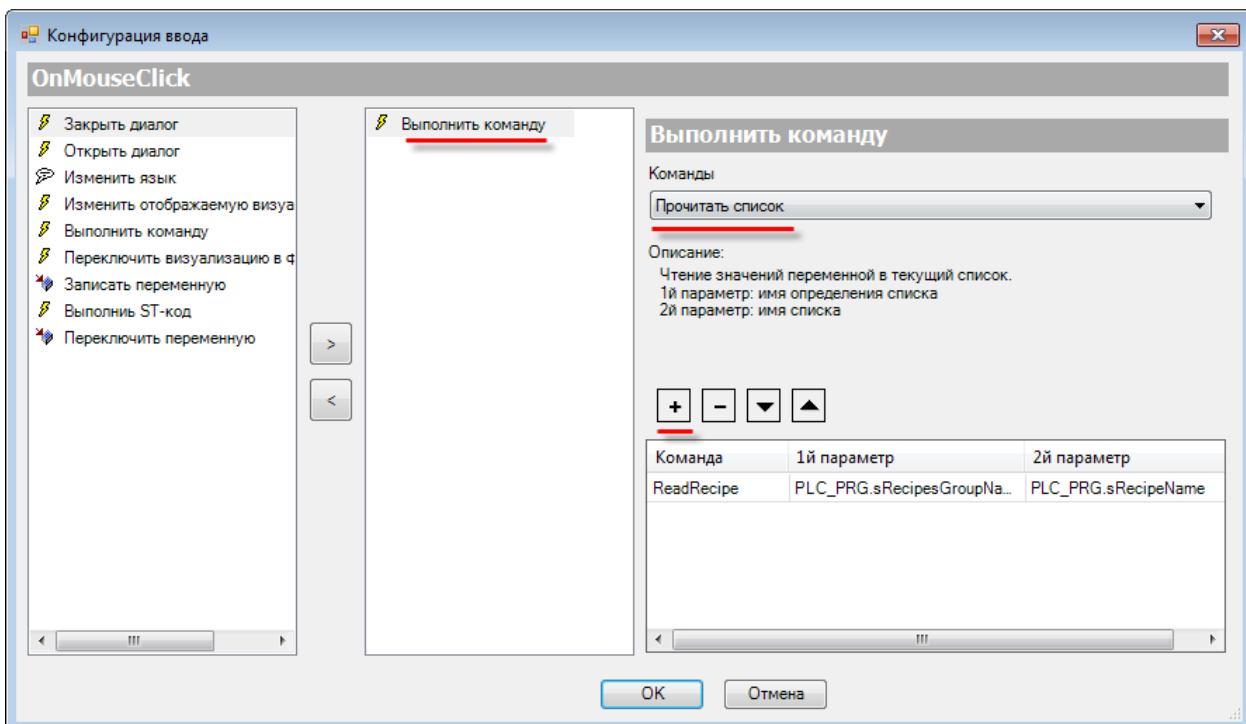 Конфигурация ввода
OnMouseClick
Закрыть диалог
Открыть диалог
Изменить язык
Изменить отображаемую визуа
Выполнить команду
Переключить визуализацию в ф
Записать переменную
Выполниь ST-код
Переключить переменную
>
<
Выполнить команду
Выполнить команду
Команды
Прочитать список
Описание:
Чтение значений переменной в текущий список.
1й параметр: имя определения списка
2й параметр: имя списка
+ −
Команда 1й параметр 2й параметр
ReadRecipe PLC_PRG.sRecipesGroupNa... PLC_PRG.sRecipeName
OK Отмена